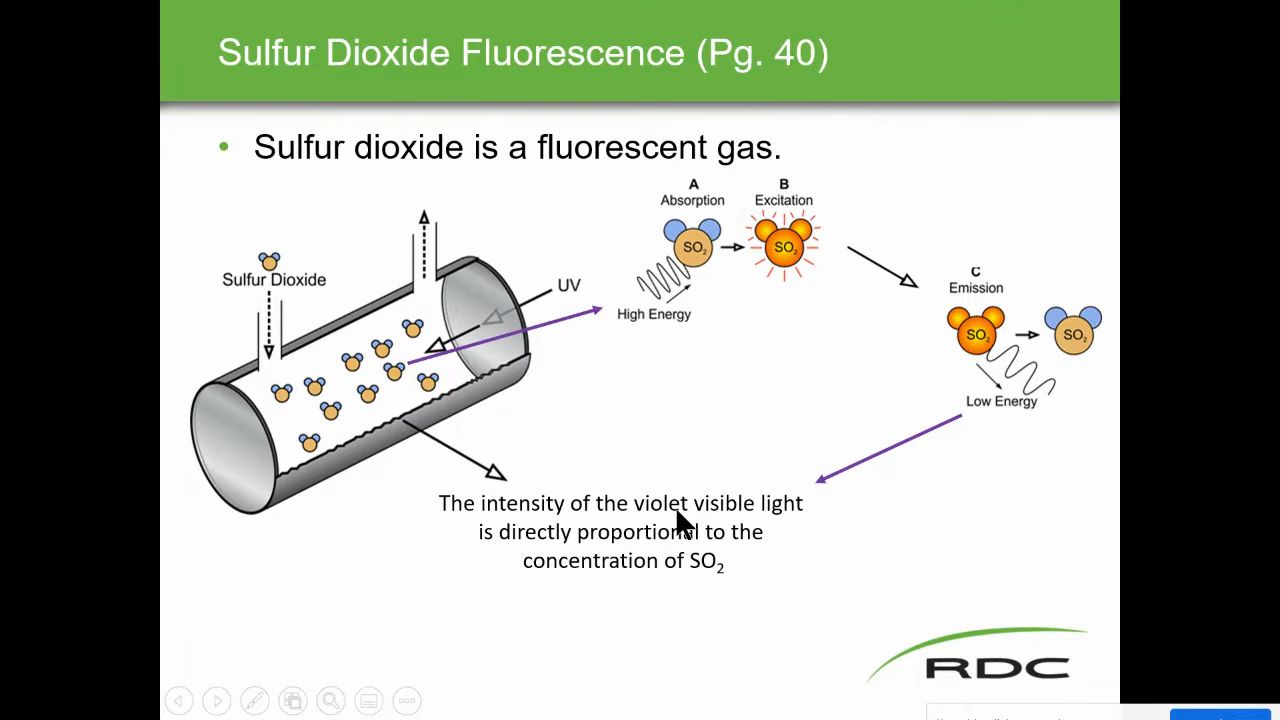 Sulfur Dioxide Fluorescence (Pg. 40)
• Sulfur dioxide is a fluorescent gas.
A
Absorption
B
Excitation
SO₂
SO₂
High Energy
Sulfur Dioxide
UV
C
Emission
SO₂
SO₂
Low Energy
The intensity of the violet visible light
is directly proportional to the
concentration of SO₂
RDC